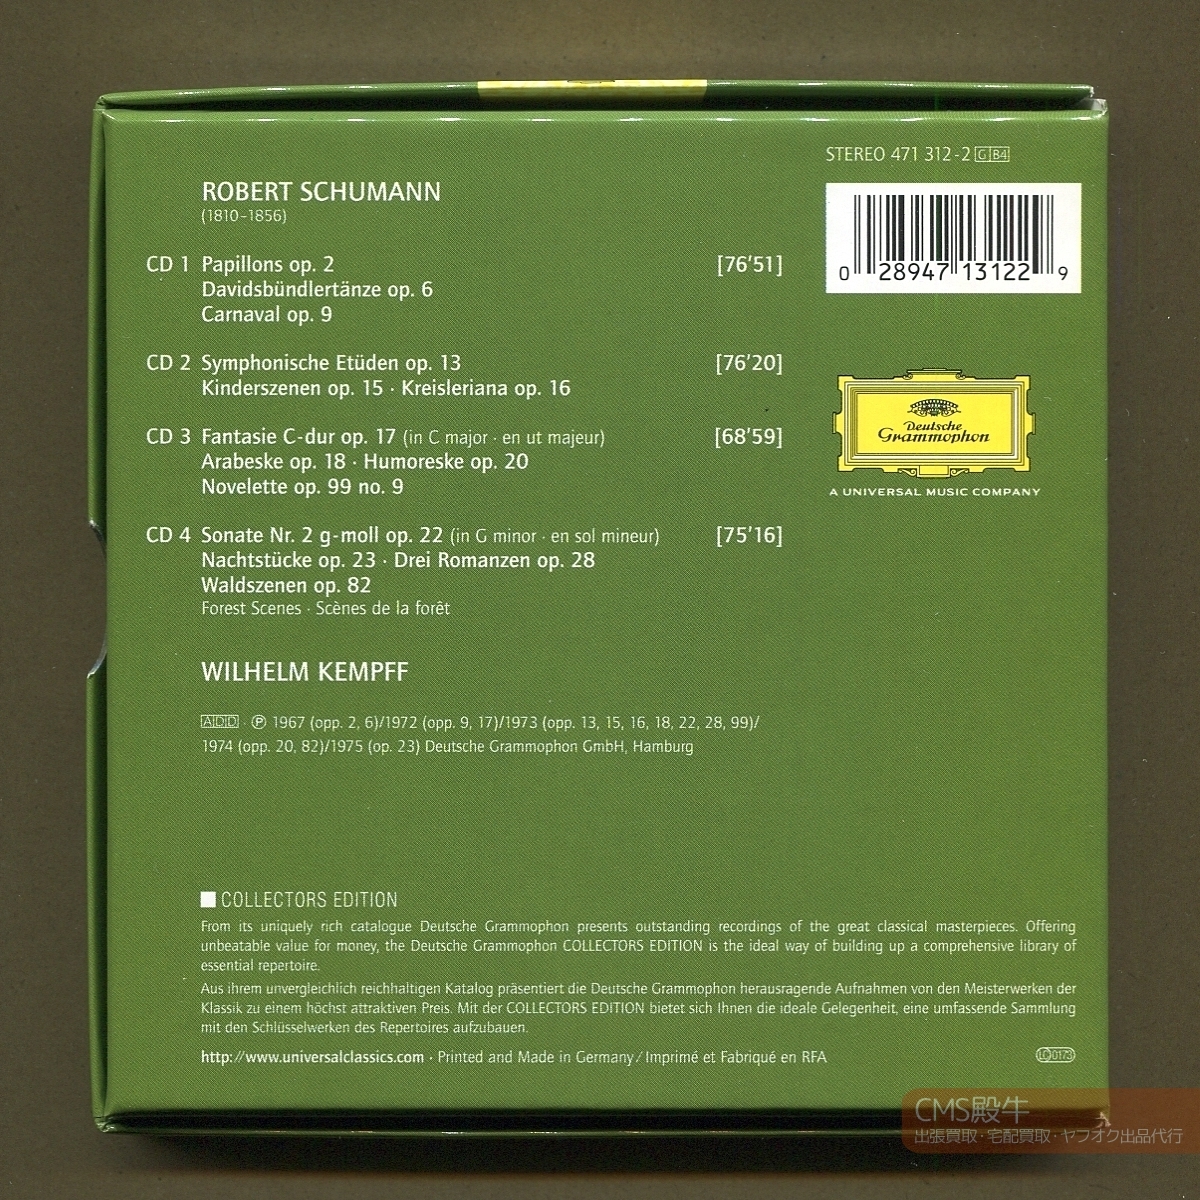 STEREO 471 312-2 G B4
ROBERT SCHUMANN
(1810-1856)
0 28947 13122 9
CD 1 Papillons op. 2 [76'51]
Davidsbündlertänze op. 6
Carnaval op. 9
CD 2 Symphonische Etüden op. 13 [76'20]
Kinderszenen op. 15 · Kreisleriana op. 16
CD 3 Fantasie C-dur op. 17 (in C major · en ut majeur) [68'59]
Arabeske op. 18 · Humoreske op. 20
Novelette op. 99 no. 9
Deutsche
Grammophon
A UNIVERSAL MUSIC COMPANY
CD 4 Sonate Nr. 2 g-moll op. 22 (in G minor · en sol mineur) [75'16]
Nachtstücke op. 23 · Drei Romanzen op. 28
Waldszenen op. 82
Forest Scenes · Scènes de la forêt
WILHELM KEMPFF
ADD · ℗ 1967 (opp. 2, 6)/1972 (opp. 9, 17)/1973 (opp. 13, 15, 16, 18, 22, 28, 99)/
1974 (opp. 20, 82)/1975 (op. 23) Deutsche Grammophon GmbH, Hamburg
COLLECTORS EDITION
From its uniquely rich catalogue Deutsche Grammophon presents outstanding recordings of the great classical masterpieces. Offering
unbeatable value for money, the Deutsche Grammophon COLLECTORS EDITION is the ideal way of building up a comprehensive library of
essential repertoire.
Aus ihrem unvergleichlich reichhaltigen Katalog präsentiert die Deutsche Grammophon herausragende Aufnahmen von den Meisterwerken der
Klassik zu einem höchst attraktiven Preis. Mit der COLLECTORS EDITION bietet sich Ihnen die ideale Gelegenheit, eine umfassende Sammlung
mit den Schlüsselwerken des Repertoires aufzubauen.
http://www.universalclassics.com · Printed and Made in Germany/Imprimé et Fabriqué en RFA LC 0173
CMS殿牛
出張買取・宅配買取・ヤフオク出品代行